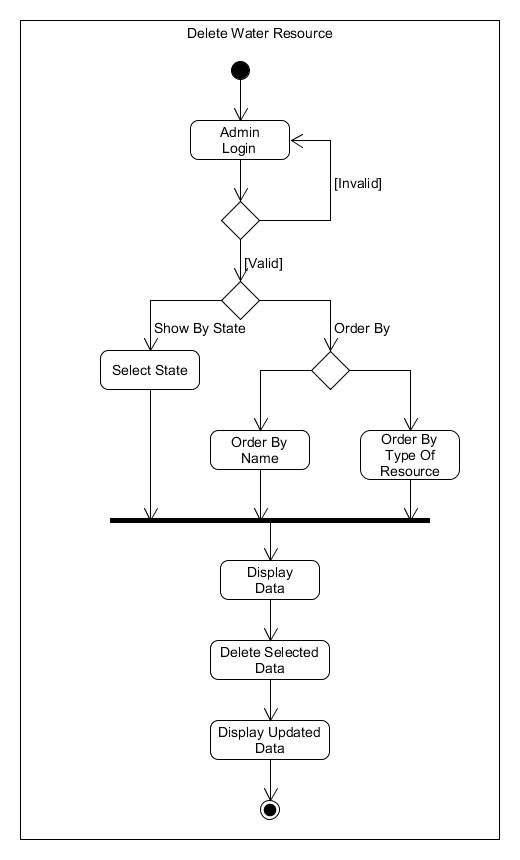 Delete Water Resource
Admin
Login
[Invalid]
[Valid]
Show By State
Order By
Select State
Order By
Name
Order By
Type Of
Resource
Display
Data
Delete Selected
Data
Display Updated
Data